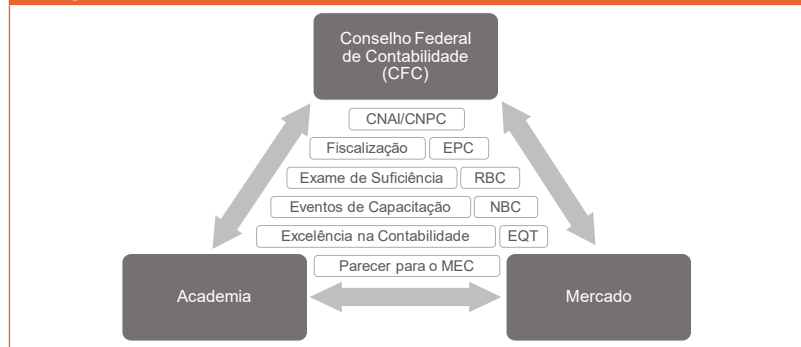 Conselho Federal
de Contabilidade
(CFC)
CNAI/CNPC
Fiscalização EPC
Exame de Suficiência RBC
Eventos de Capacitação NBC
Excelência na Contabilidade EQT
Parecer para o MEC
Academia Mercado